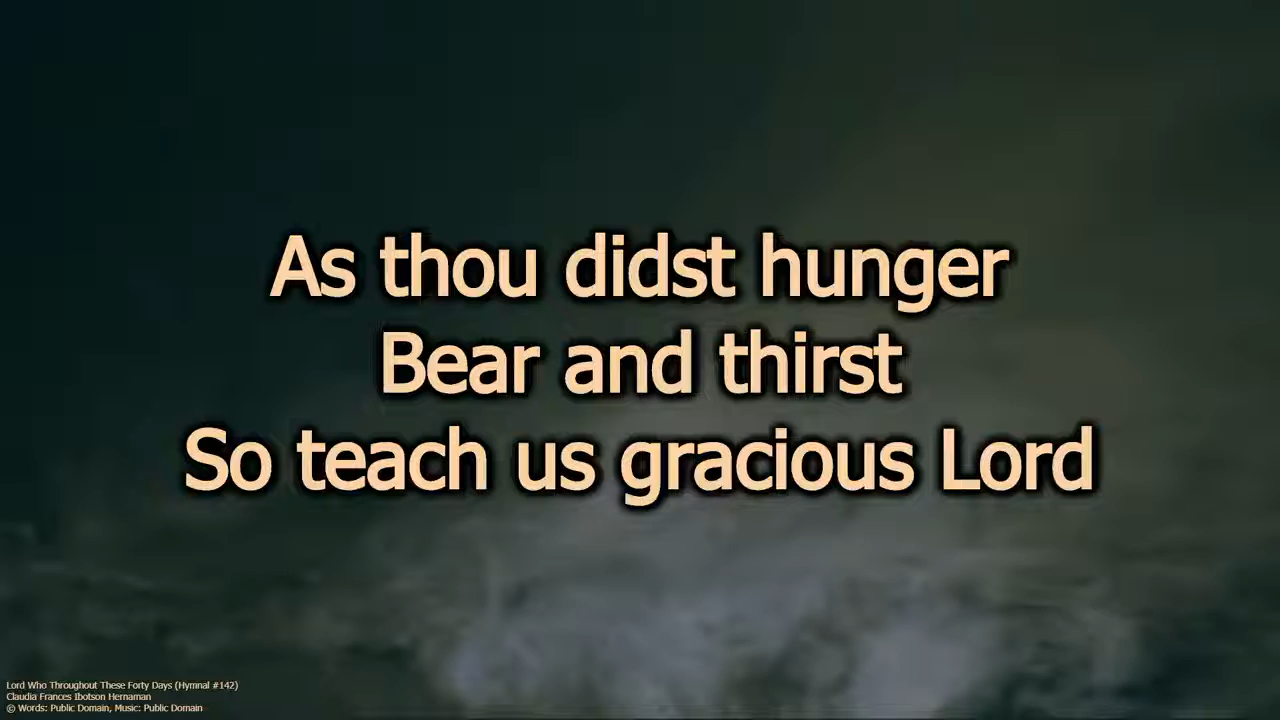 As thou didst hunger
Bear and thirst
So teach us gracious Lord
Lord Who Throughout These Forty Days (Hymnal #142)
Claudia Frances Ibotson Hernaman
© Words: Public Domain, Music: Public Domain